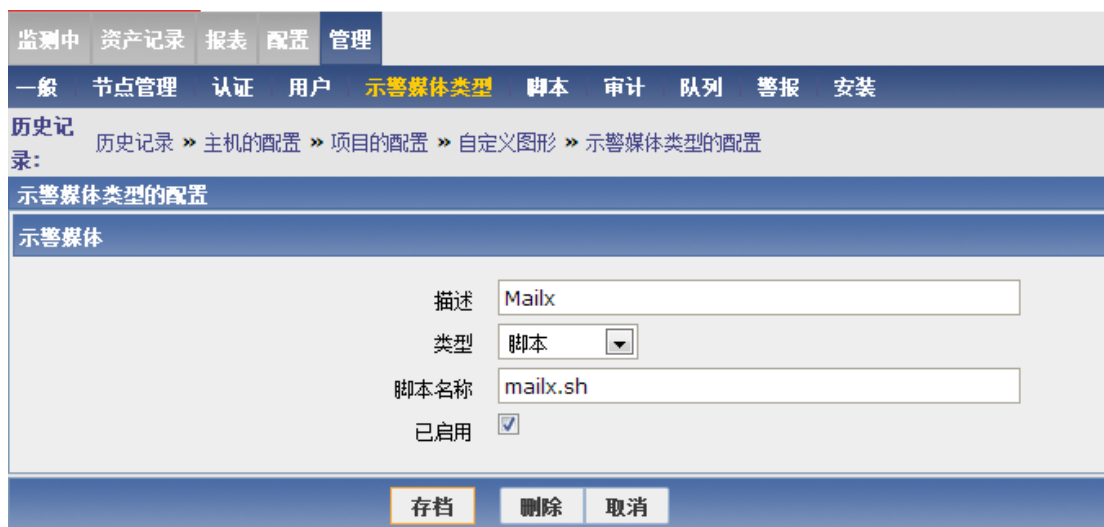 监测中 资产记录 报表 配置 管理
一般 节点管理 认证 用户 示警媒体类型 脚本 审计 队列 警报 安装
历史记录: 历史记录 » 主机的配置 » 项目的配置 » 自定义图形 » 示警媒体类型的配置
示警媒体类型的配置
示警媒体
描述 Mailx
类型 脚本
脚本名称 mailx.sh
已启用
存档 删除 取消